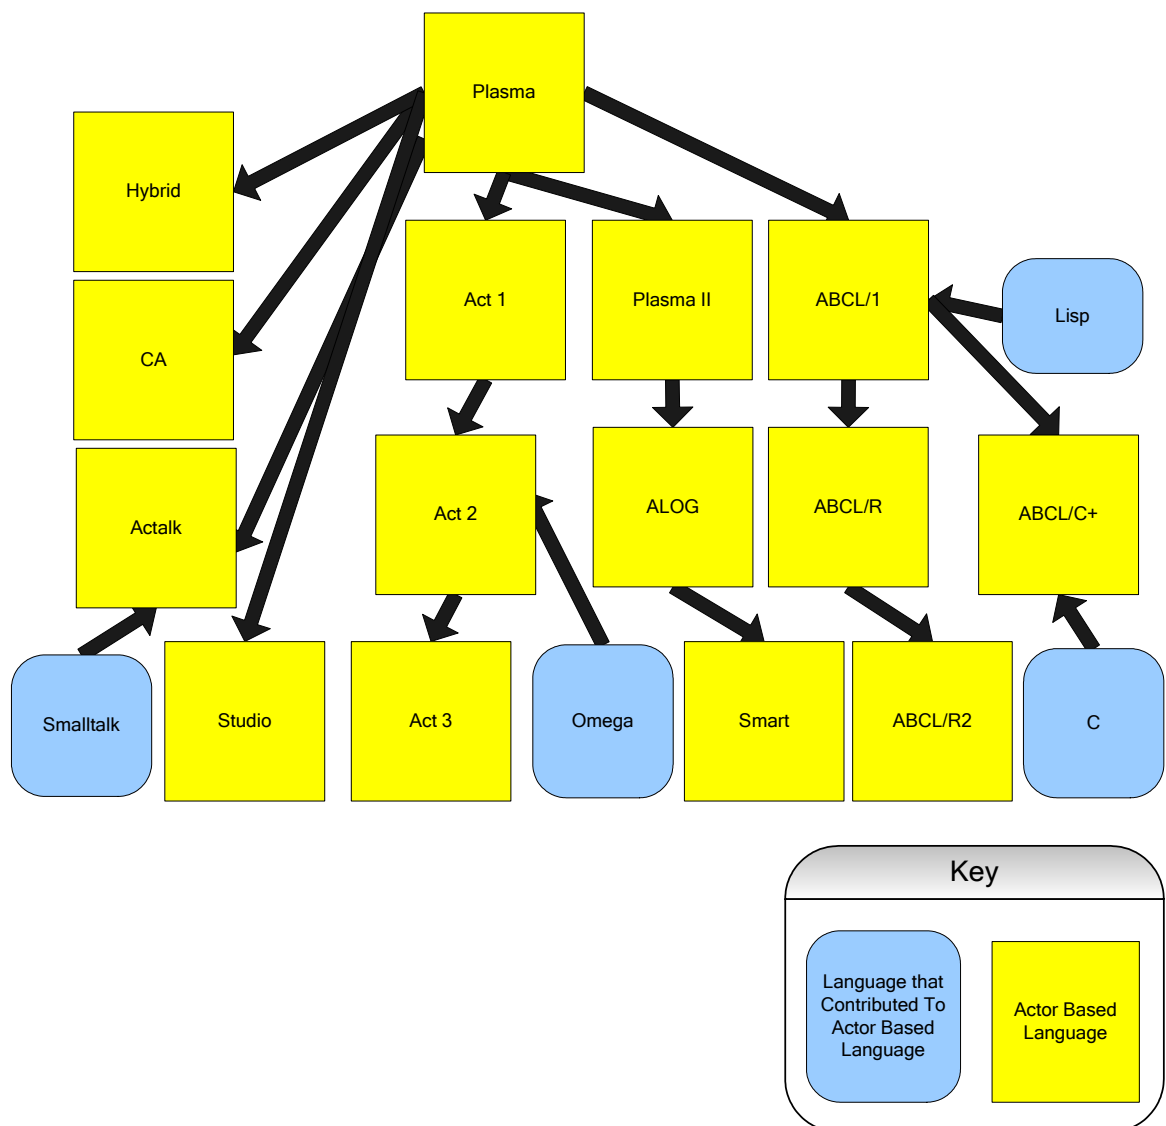 Plasma
Hybrid
Act 1
Plasma II
ABCL/1
Lisp
CA
Actalk
Act 2
ALOG
ABCL/R
ABCL/C+
Smalltalk
Studio
Act 3
Omega
Smart
ABCL/R2
C
Key
Language that
Contributed To
Actor Based
Language
Actor Based
Language